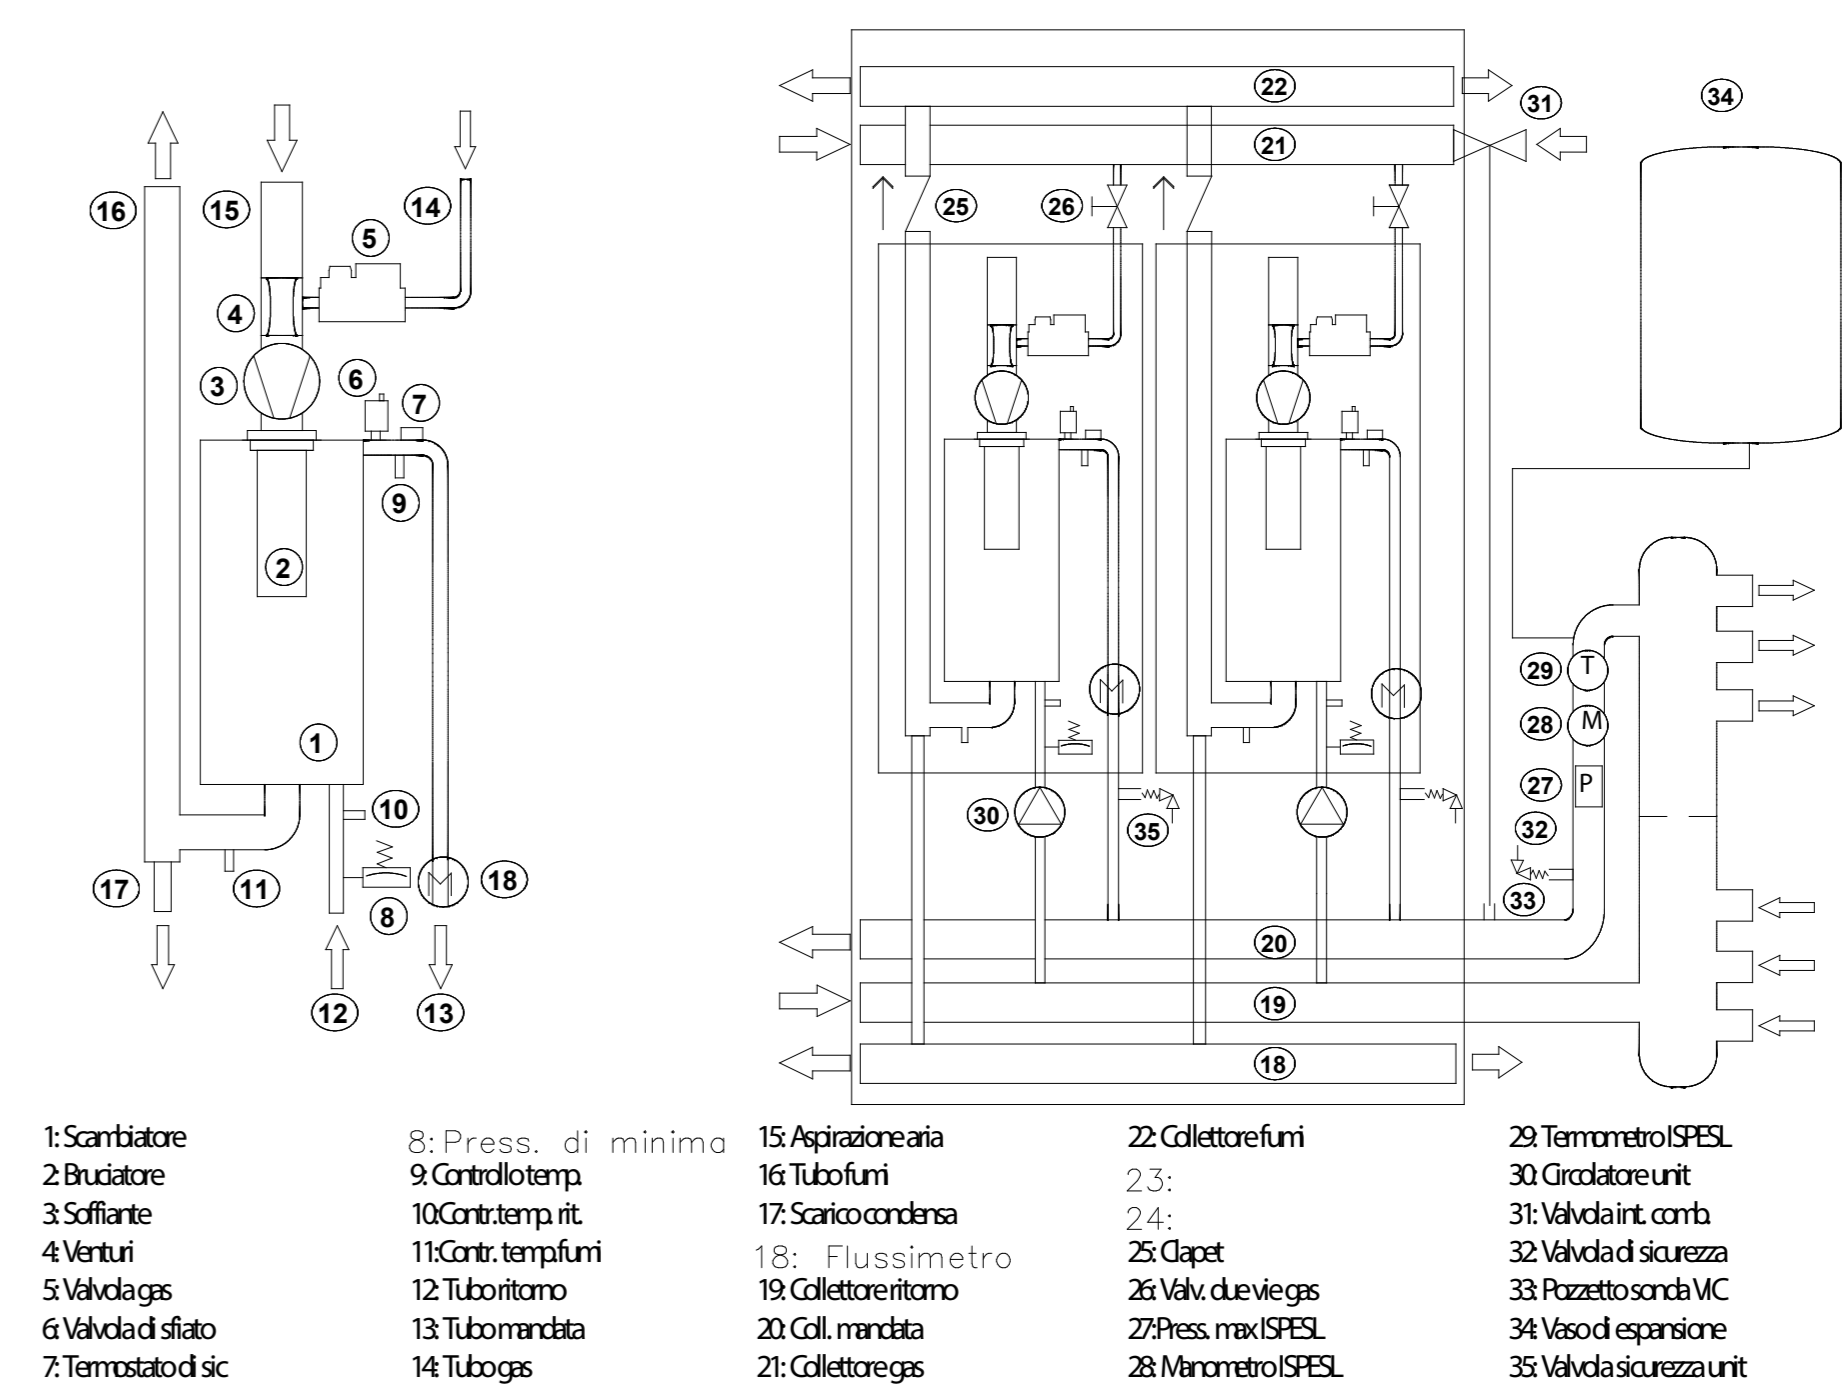 22
31
34
21
16
15
14
25
26
5
4
3
6
7
9
2
29
T
28
M
1
27
P
10
30
35
32
17
11
8
18
33
20
12
13
19
18
1: Scambiatore
2: Bruciatore
3: Soffiante
4: Venturi
5: Valvola gas
6: Valvola di sfiato
7: Termostato di sic
8: Press. di minima
9: Controllo temp.
10:Contr.temp. rit.
11:Contr. temp.fumi
12: Tubo ritorno
13: Tubo mandata
14: Tubo gas
15: Aspirazione aria
16: Tubo fumi
17: Scarico condensa
18: Flussimetro
19: Collettore ritorno
20: Coll. mandata
21: Collettore gas
22: Collettore fumi
23:
24:
25: Clapet
26: Valv. due vie gas
27:Press. max ISPESL
28: Manometro ISPESL
29: Termometro ISPESL
30: Circolatore unit
31: Valvola int. comb.
32: Valvola di sicurezza
33: Pozzetto sonda VIC
34: Vaso di espansione
35: Valvola sicurezza unit